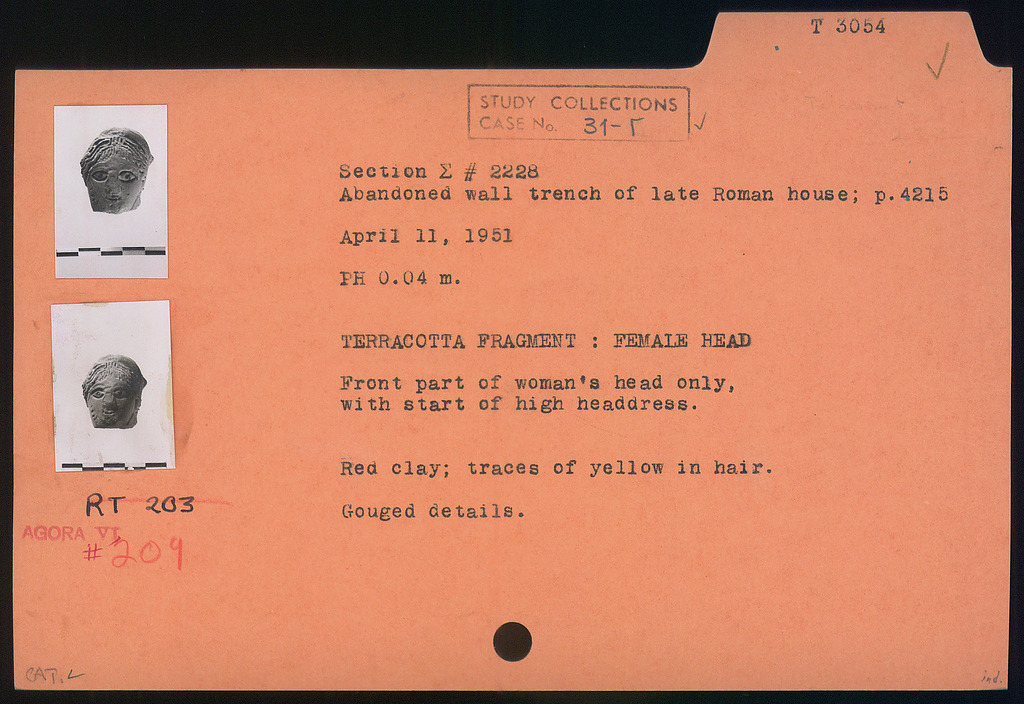 T 3054
STUDY COLLECTIONS
CASE No. 31-Γ
Section Σ # 2228
Abandoned wall trench of late Roman house; p.4215
April 11, 1951
PH 0.04 m.
TERRACOTTA FRAGMENT : FEMALE HEAD
Front part of woman's head only,
with start of high headdress.
Red clay; traces of yellow in hair.
Gouged details.
RT 203
AGORA VI
#209
CAT.
ind.